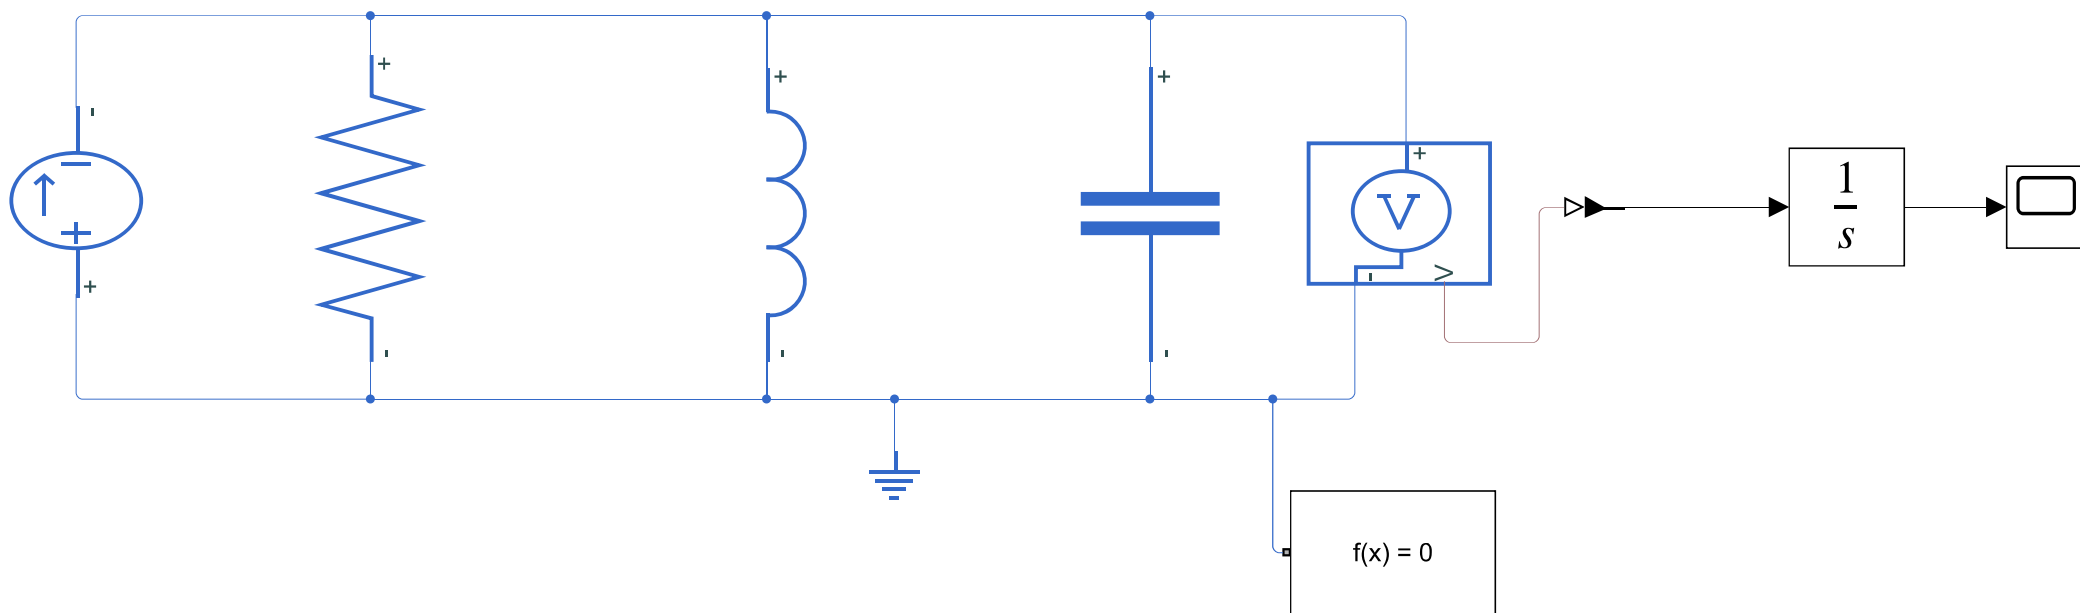 -
+
+
-
+
-
+
-
+
V
-
V
1
s
f(x) = 0